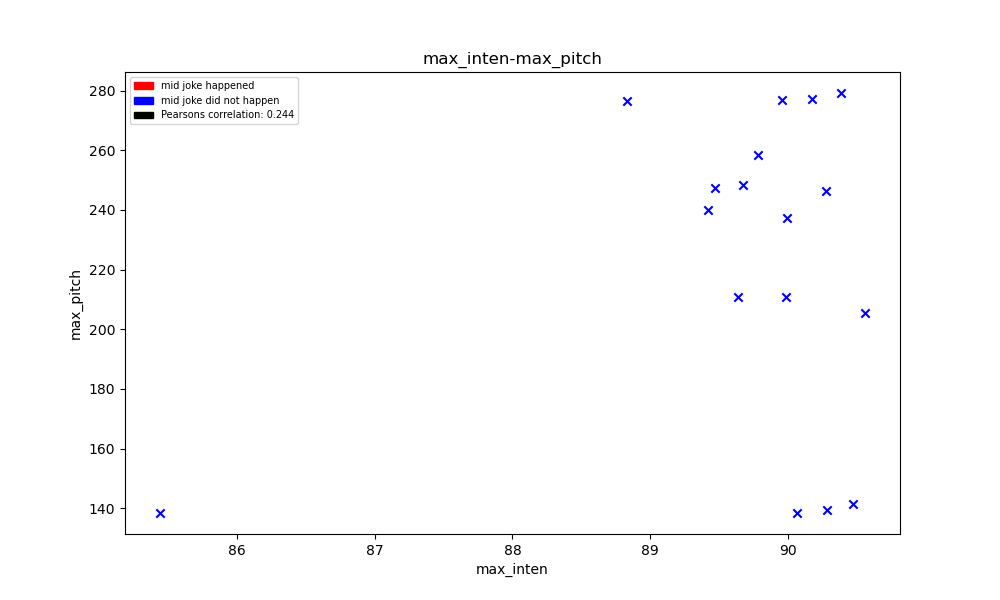 max_inten-max_pitch
mid joke happened
mid joke did not happen
Pearsons correlation: 0.244
280
260
240
220
200
180
160
140
max_pitch
86
87
88
89
90
max_inten